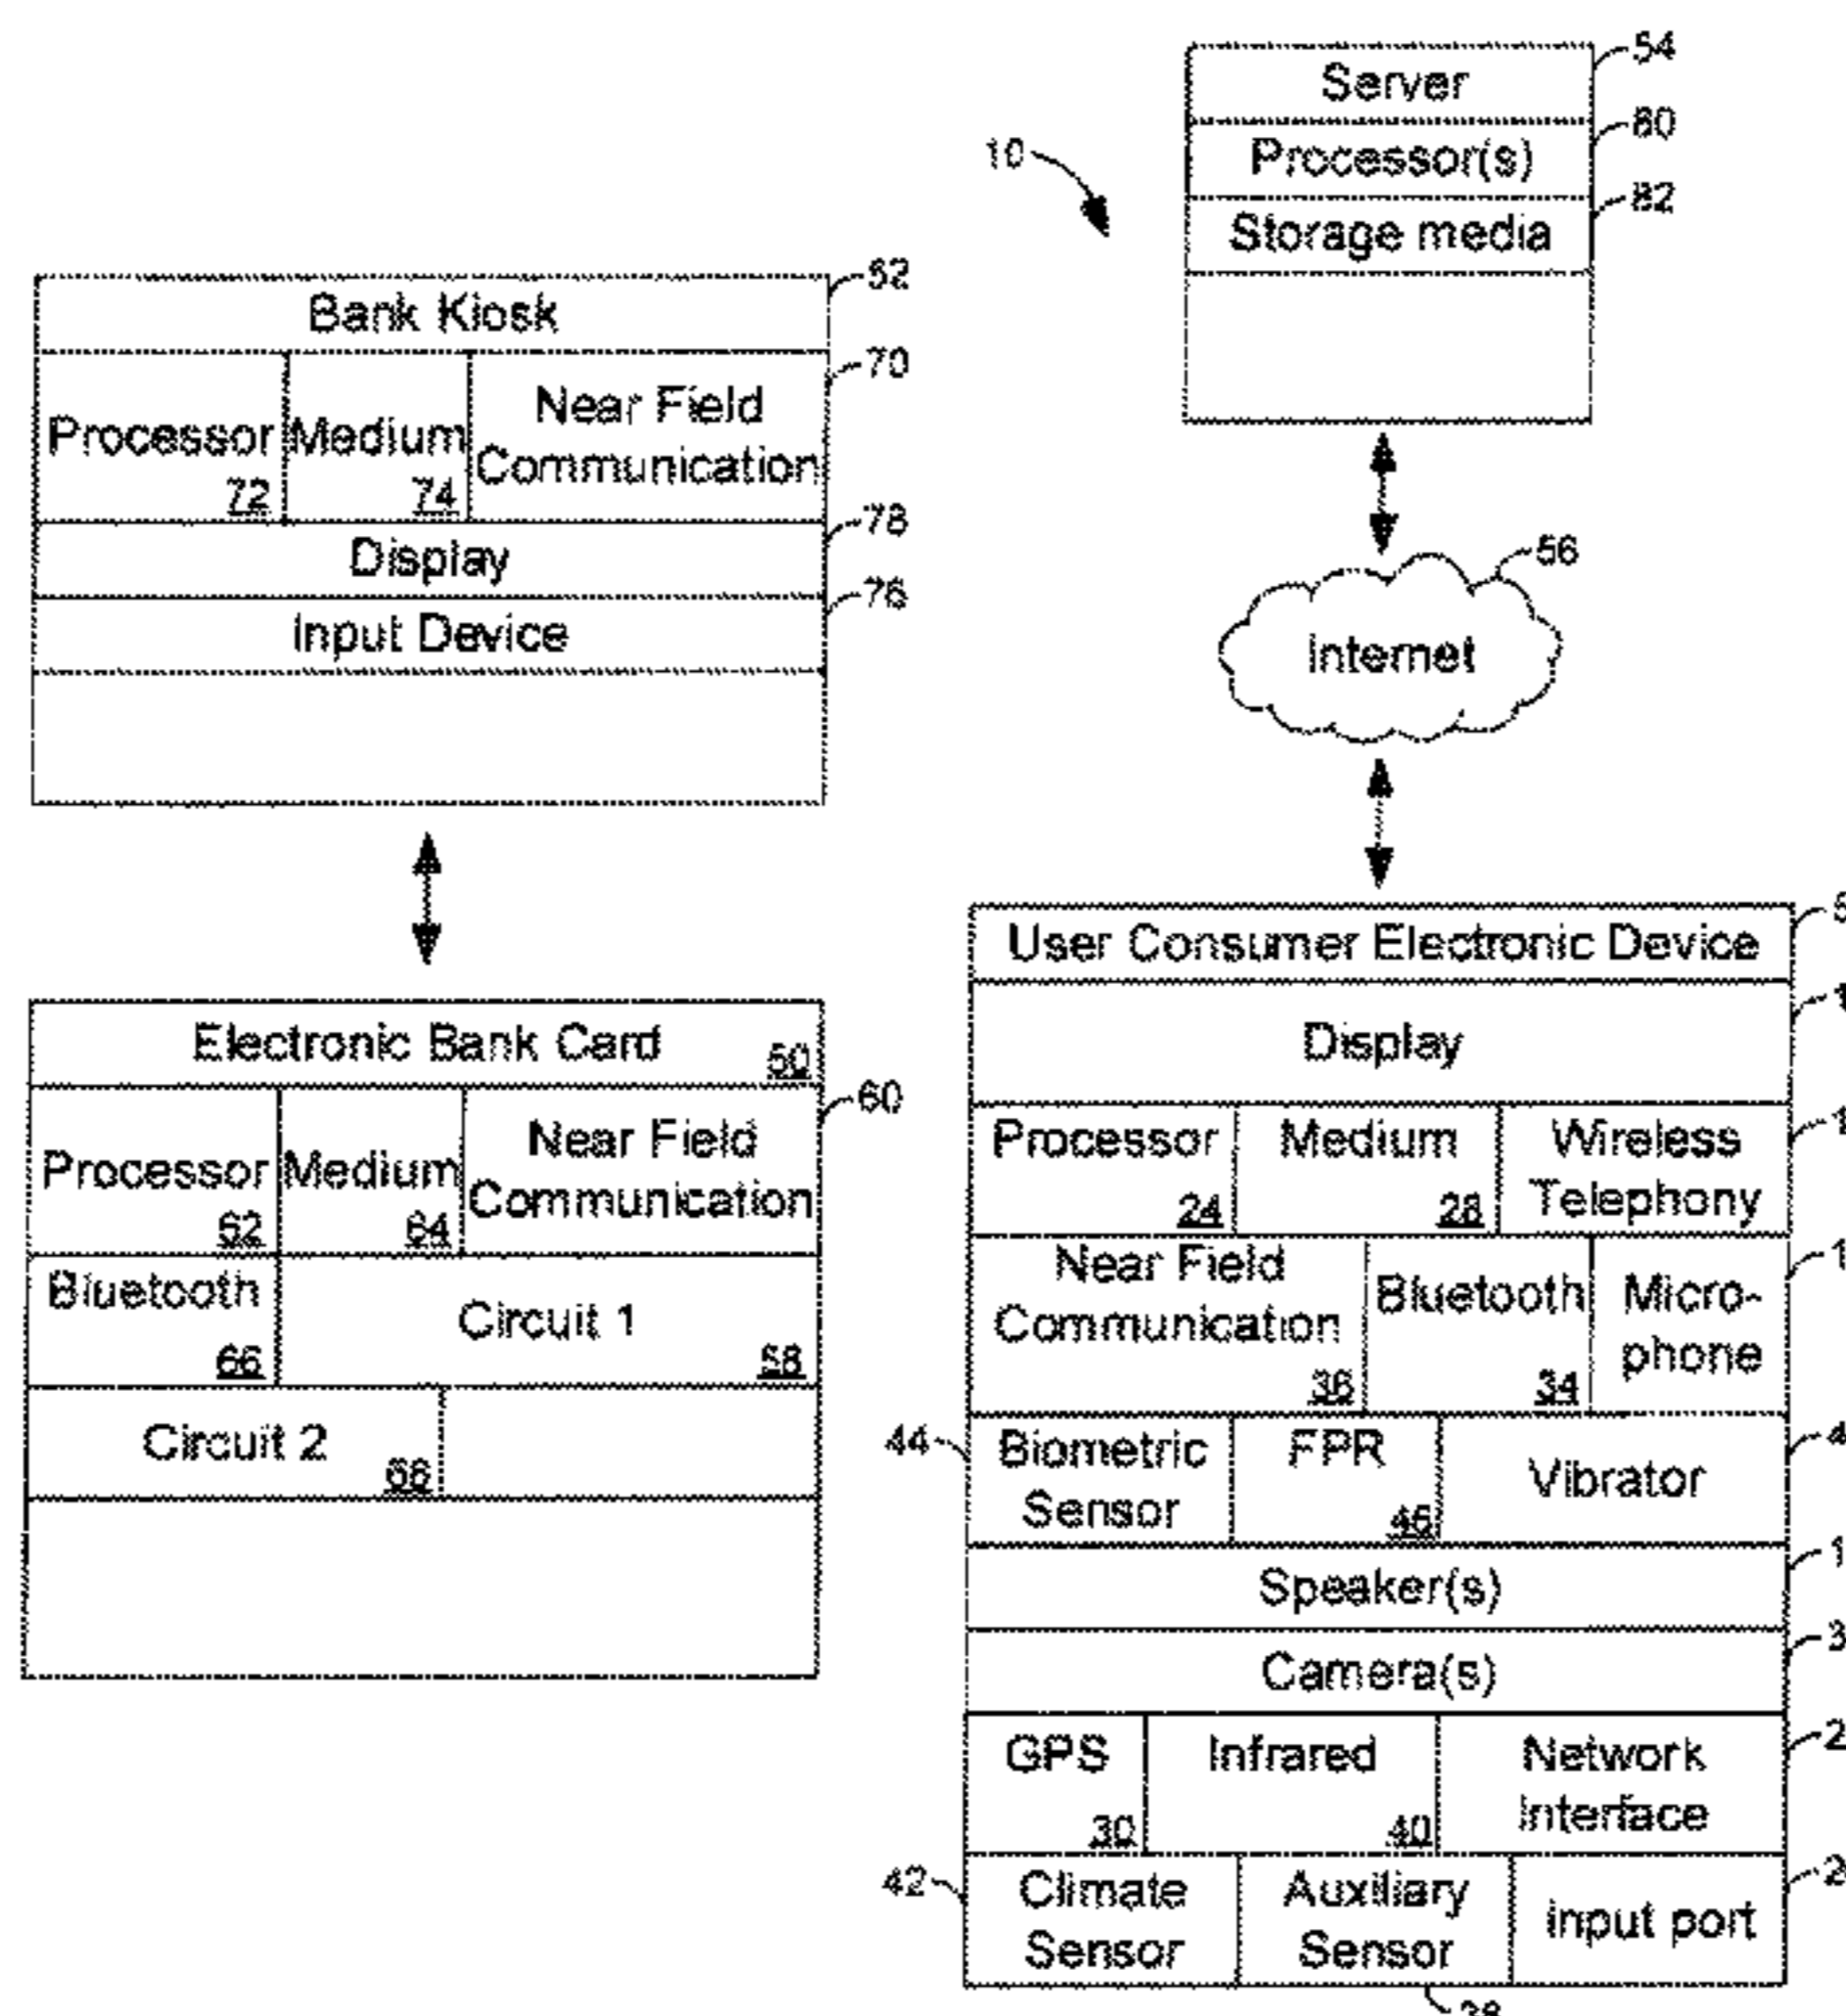 54
Server
80
Processor(s)
10
82
Storage media
52
Bank Kiosk
70
Near Field
Processor
Medium
Communication
72
74
78
Display
56
76
Input Device
Internet
User Consumer Electronic Device
Electronic Bank Card
50
Display
60
Near Field
Processor
Medium
Communication
62
64
Processor
Medium
Wireless
24
28
Telephony
Bluetooth
Circuit 1
66
Near Field
Communication
Bluetooth
Micro-
phone
36
34
Circuit 2
44
Biometric
FPR
Vibrator
Sensor
46
Speaker(s)
Camera(s)
GPS
Infrared
Network
Interface
30
40
42
Climate
Auxiliary
Input port
Sensor
Sensor
38